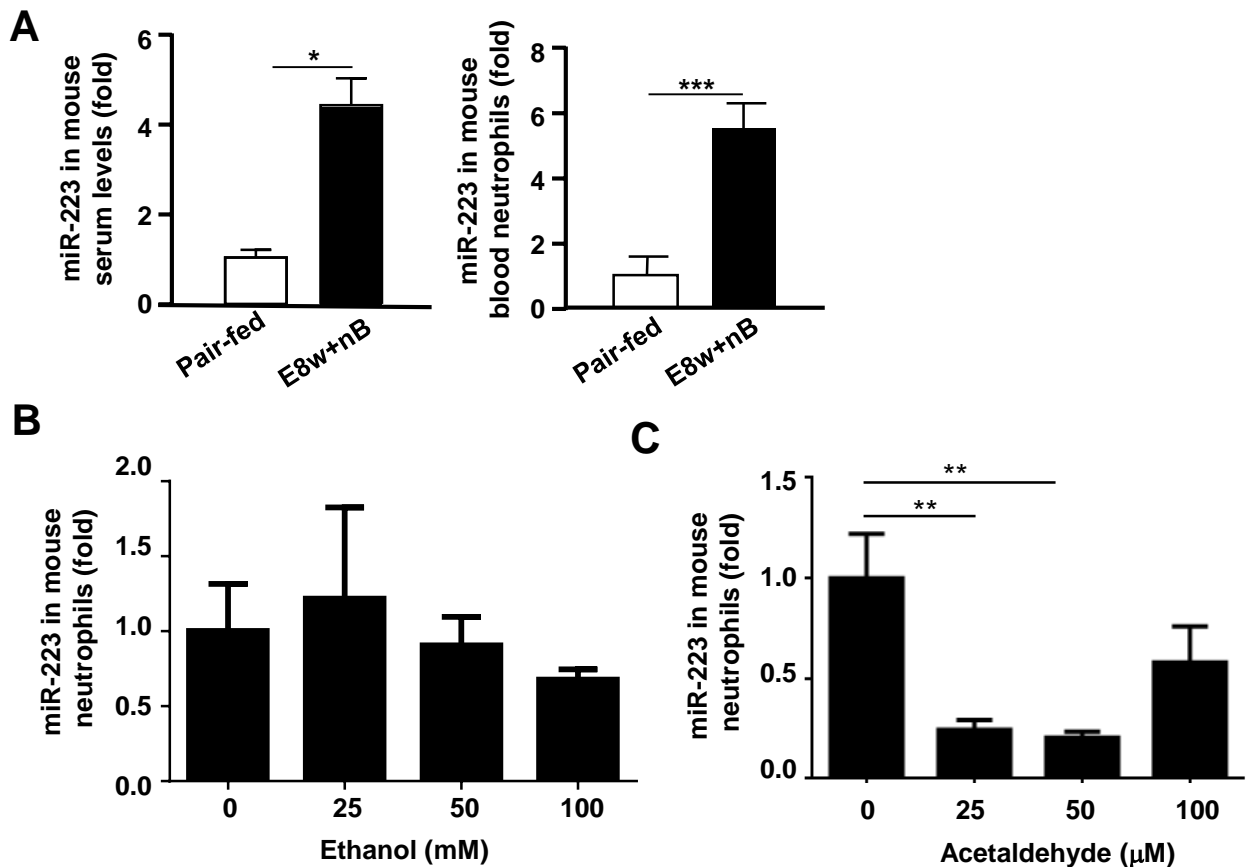 A
miR-223 in mouse
serum levels (fold)
6
4
2
0
*
Pair-fed
E8w+nB
miR-223 in mouse
blood neutrophils (fold)
8
6
4
2
0
***
Pair-fed
E8w+nB
B
miR-223 in mouse
neutrophils (fold)
2.0
1.5
1.0
0.5
0.0
0 25 50 100
Ethanol (mM)
C
miR-223 in mouse
neutrophils (fold)
1.5
1.0
0.5
0.0
**
**
0 25 50 100
Acetaldehyde (μM)